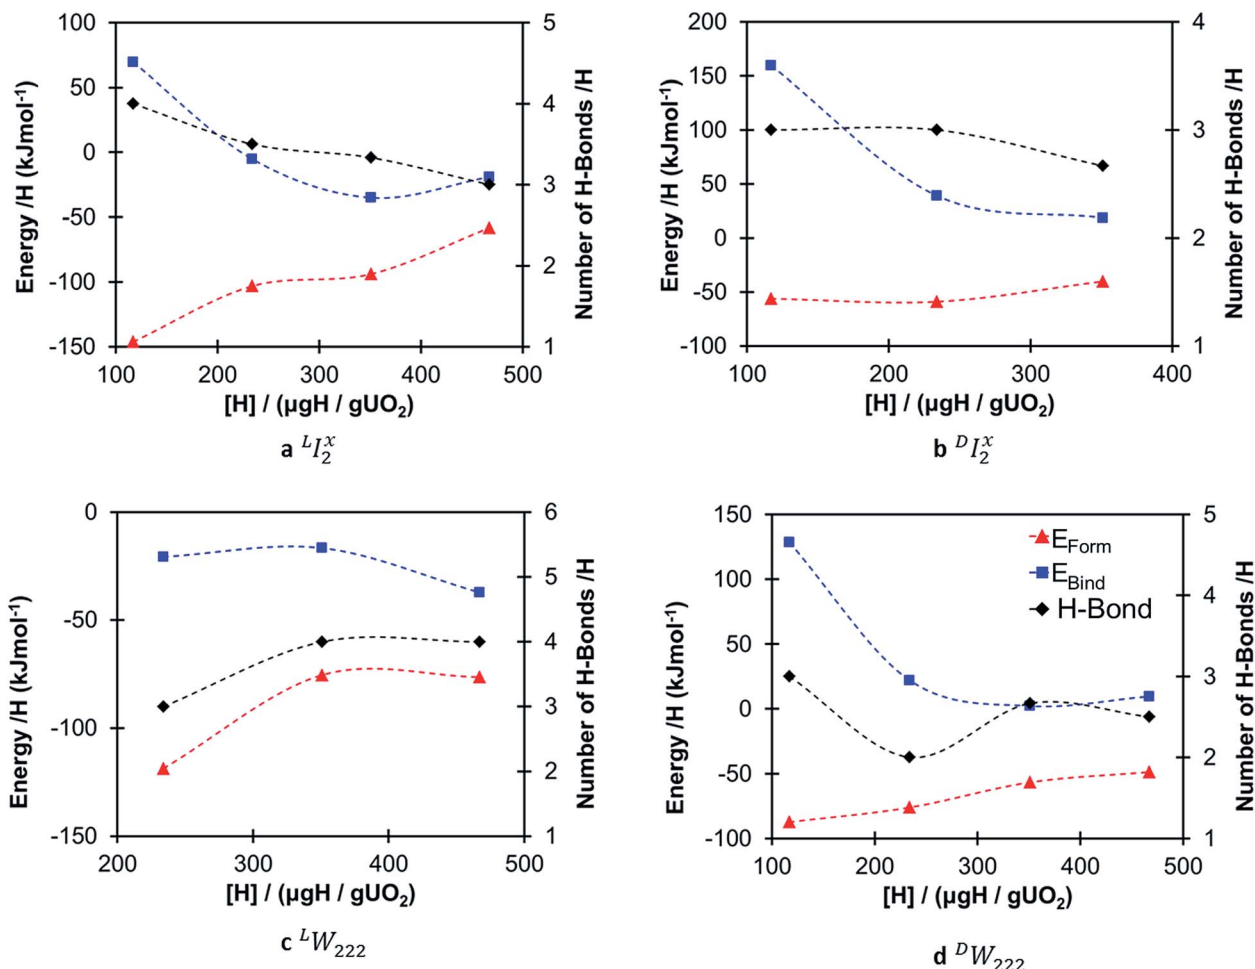 100
50
0
-50
-100
-150
5
4
3
2
1
100 200 300 400 500
Energy /H (kJmol⁻¹)
Number of H-Bonds /H
[H] / (µgH / gUO₂)
a ᴸI₂ˣ
200
150
100
50
0
-50
-100
4
3
2
1
100 200 300 400
Energy /H (kJmol⁻¹)
Number of H-Bonds /H
[H] / (µgH / gUO₂)
b ᴰI₂ˣ
0
-50
-100
-150
6
5
4
3
2
1
200 300 400 500
Energy /H (kJmol⁻¹)
Number of H-Bonds /H
[H] / (µgH / gUO₂)
c ᴸW₂₂₂
150
100
50
0
-50
-100
5
4
3
2
1
100 200 300 400 500
Energy /H (kJmol⁻¹)
Number of H-Bonds /H
E_Form
E_Bind
H-Bond
[H] / (µgH / gUO₂)
d ᴰW₂₂₂